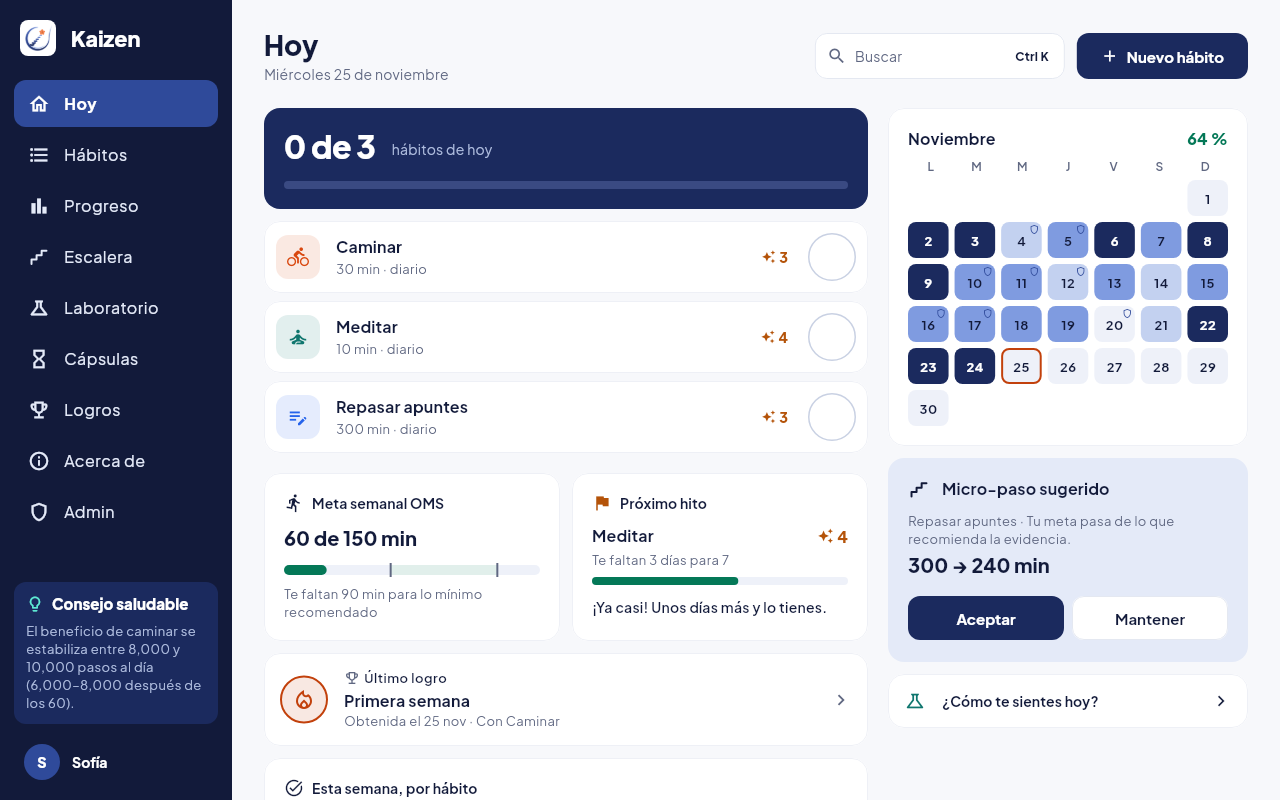 Kaizen
Hoy
Hábitos
Progreso
Escalera
Laboratorio
Cápsulas
Logros
Acerca de
Admin
Consejo saludable
El beneficio de caminar se
estabiliza entre 8,000 y
10,000 pasos al día
(6,000–8,000 después de
los 60).
S
Sofía
Hoy
Miércoles 25 de noviembre
Buscar
Ctrl K
Nuevo hábito
0 de 3 hábitos de hoy
Caminar
30 min · diario
3
Meditar
10 min · diario
4
Repasar apuntes
300 min · diario
3
Meta semanal OMS
60 de 150 min
Te faltan 90 min para lo mínimo
recomendado
Próximo hito
Meditar
4
Te faltan 3 días para 7
¡Ya casi! Unos días más y lo tienes.
Último logro
Primera semana
Obtenida el 25 nov · Con Caminar
Esta semana, por hábito
Noviembre
64 %
L M M J V S D
1
2 3 4 5 6 7 8
9 10 11 12 13 14 15
16 17 18 19 20 21 22
23 24 25 26 27 28 29
30
Micro-paso sugerido
Repasar apuntes · Tu meta pasa de lo que
recomienda la evidencia.
300 → 240 min
Aceptar
Mantener
¿Cómo te sientes hoy?